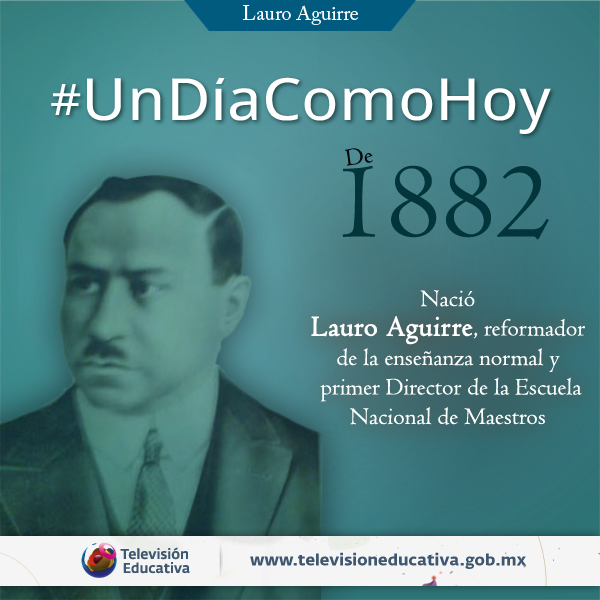 Lauro Aguirre
#UnDíaComoHoy
De
1882
Nació
Lauro Aguirre, reformador
de la enseñanza normal y
primer Director de la Escuela
Nacional de Maestros
Televisión
Educativa
www.televisioneducativa.gob.mx